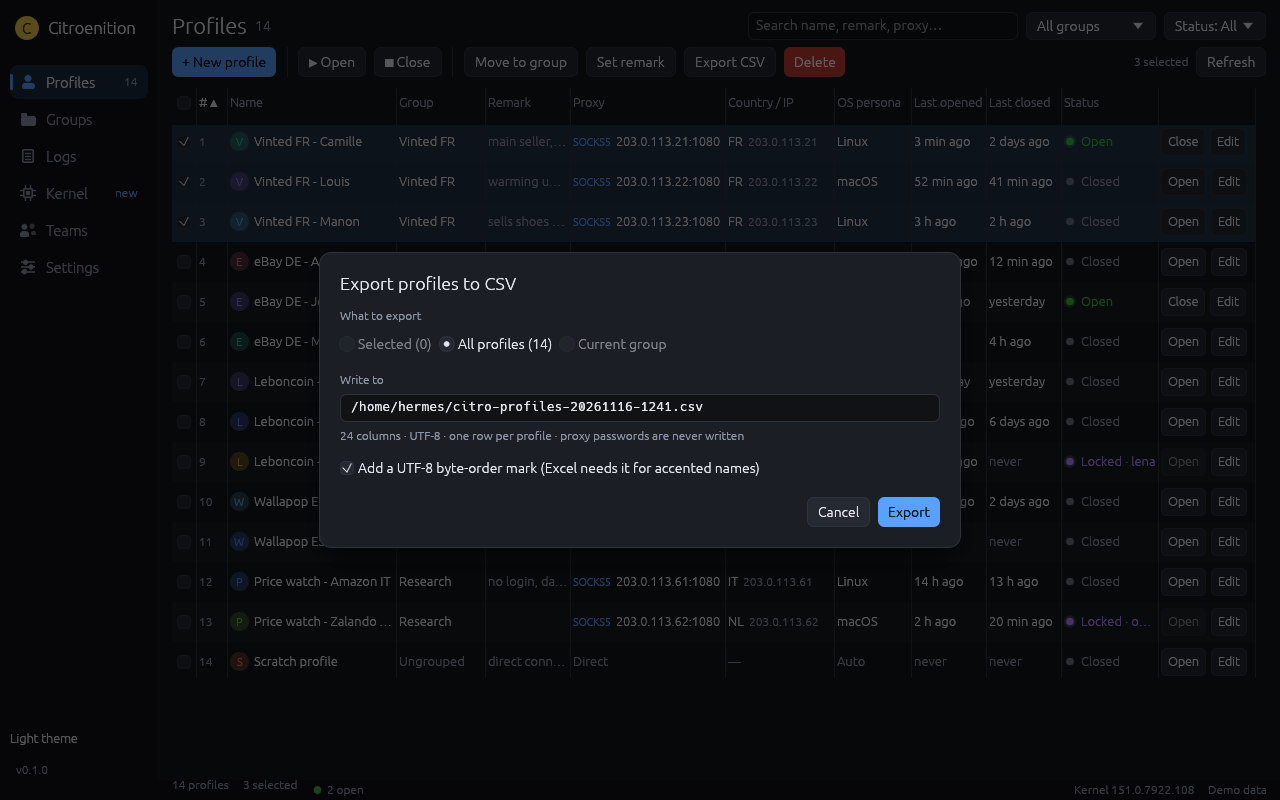 C Citroenition
Profiles 14
Search name, remark, proxy…
All groups
Status: All
+ New profile
Open
Close
Move to group
Set remark
Export CSV
Delete
3 selected
Refresh
Profiles 14
Groups
Logs
Kernel new
Teams
Settings
# Name Group Remark Proxy Country / IP OS persona Last opened Last closed Status
1 V Vinted FR - Camille Vinted FR main seller,… SOCKS5 203.0.113.21:1080 FR 203.0.113.21 Linux 3 min ago 2 days ago Open Close Edit
2 V Vinted FR - Louis Vinted FR warming u… SOCKS5 203.0.113.22:1080 FR 203.0.113.22 macOS 52 min ago 41 min ago Closed Open Edit
3 V Vinted FR - Manon Vinted FR sells shoes … SOCKS5 203.0.113.23:1080 FR 203.0.113.23 Linux 3 h ago 2 h ago Closed Open Edit
4 E eBay DE - 12 min ago Closed Open Edit
5 E eBay DE - yesterday Open Close Edit
6 E eBay DE - 4 h ago Closed Open Edit
7 L Leboncoin - yesterday Closed Open Edit
8 L Leboncoin - 6 days ago Closed Open Edit
9 L Leboncoin - never Locked · lena Open Edit
10 W Wallapop 2 days ago Closed Open Edit
11 W Wallapop never Closed Open Edit
12 P Price watch - Amazon IT Research no login, da… SOCKS5 203.0.113.61:1080 IT 203.0.113.61 Linux 14 h ago 13 h ago Closed Open Edit
13 P Price watch - Zalando … Research SOCKS5 203.0.113.62:1080 NL 203.0.113.62 macOS 2 h ago 20 min ago Locked · o… Open Edit
14 S Scratch profile Ungrouped direct conn… Direct — Auto never never Closed Open Edit
Export profiles to CSV
What to export
Selected (0) All profiles (14) Current group
Write to
/home/hermes/citro-profiles-20261116-1241.csv
24 columns · UTF-8 · one row per profile · proxy passwords are never written
Add a UTF-8 byte-order mark (Excel needs it for accented names)
Cancel Export
Light theme
v0.1.0
14 profiles 3 selected 2 open
Kernel 151.0.7922.108 Demo data